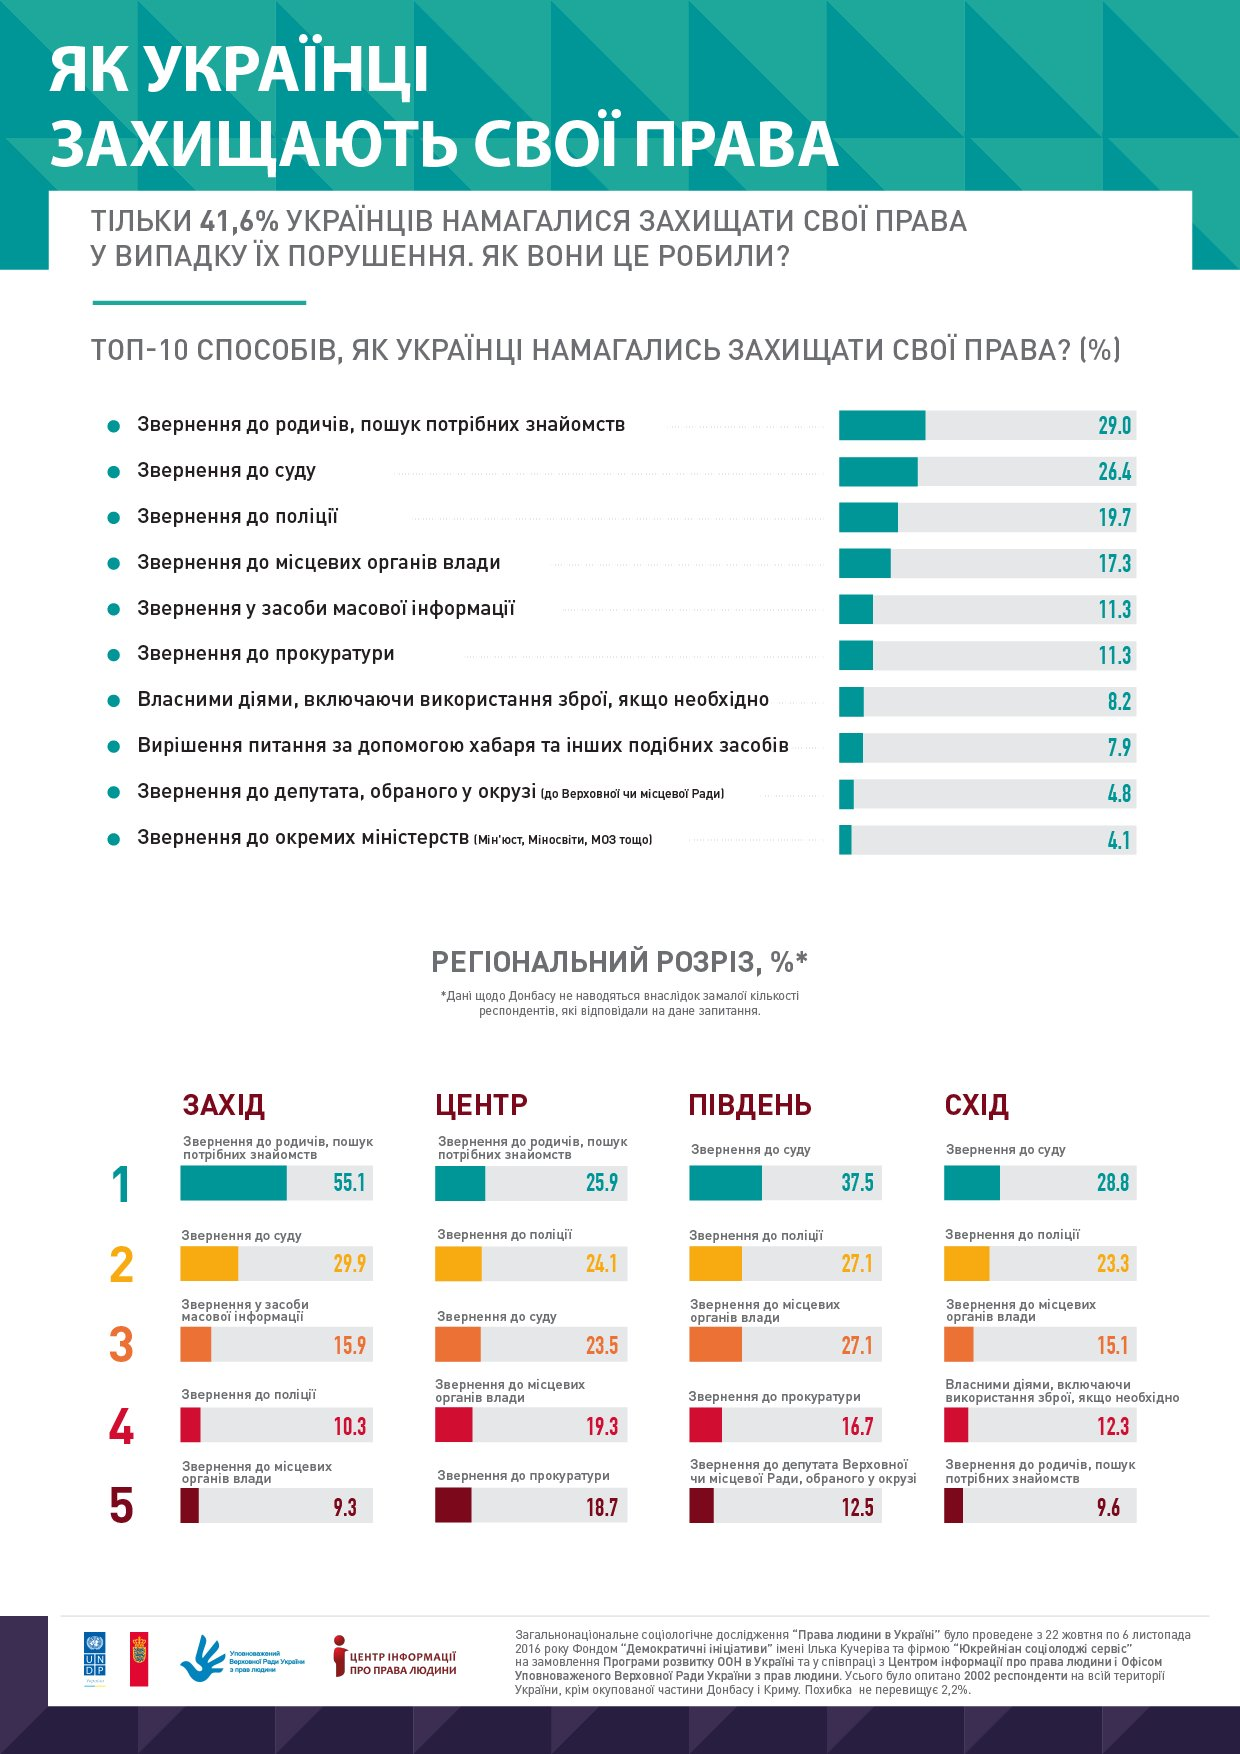 ЯК УКРАЇНЦІ
ЗАХИЩАЮТЬ СВОЇ ПРАВА
ТІЛЬКИ 41,6% УКРАЇНЦІВ НАМАГАЛИСЯ ЗАХИЩАТИ СВОЇ ПРАВА
У ВИПАДКУ ЇХ ПОРУШЕННЯ. ЯК ВОНИ ЦЕ РОБИЛИ?
ТОП-10 СПОСОБІВ, ЯК УКРАЇНЦІ НАМАГАЛИСЬ ЗАХИЩАТИ СВОЇ ПРАВА? (%)
Звернення до родичів, пошук потрібних знайомств 29.0
Звернення до суду 26.4
Звернення до поліції 19.7
Звернення до місцевих органів влади 17.3
Звернення у засоби масової інформації 11.3
Звернення до прокуратури 11.3
Власними діями, включаючи використання зброї, якщо необхідно 8.2
Вирішення питання за допомогою хабаря та інших подібних засобів 7.9
Звернення до депутата, обраного у окрузі (до Верховної чи місцевої Ради) 4.8
Звернення до окремих міністерств (Мін'юст, Міносвіти, МОЗ тощо) 4.1
РЕГІОНАЛЬНИЙ РОЗРІЗ, %*
*Дані щодо Донбасу не наводяться внаслідок замалої кількості
респондентів, які відповідали на дане запитання.
ЗАХІД ЦЕНТР ПІВДЕНЬ СХІД
Звернення до родичів, пошук
потрібних знайомств
Звернення до родичів, пошук
потрібних знайомств
Звернення до суду
Звернення до суду
1 55.1 25.9 37.5 28.8
Звернення до суду
Звернення до поліції
Звернення до поліції
Звернення до поліції
2 29.9 24.1 27.1 23.3
Звернення у засоби
масової інформації
Звернення до суду
Звернення до місцевих
органів влади
Звернення до місцевих
органів влади
3 15.9 23.5 27.1 15.1
Звернення до поліції
Звернення до місцевих
органів влади
Звернення до прокуратури
Власними діями, включаючи
використання зброї, якщо необхідно
4 10.3 19.3 16.7 12.3
Звернення до місцевих
органів влади
Звернення до прокуратури
Звернення до депутата Верховної
чи місцевої Ради, обраного у окрузі
Звернення до родичів, пошук
потрібних знайомств
5 9.3 18.7 12.5 9.6
U N
D P
Україна
Уповноважений
Верховної Ради України
з прав людини
ЦЕНТР ІНФОРМАЦІЇ
ПРО ПРАВА ЛЮДИНИ
Загальнонаціональне соціологічне дослідження “Права людини в Україні” було проведене з 22 жовтня по 6 листопада
2016 року Фондом “Демократичні ініціативи” імені Ілька Кучеріва та фірмою “Юкрейніан соціолоджі сервіс”
на замовлення Програми розвитку ООН в Україні та у співпраці з Центром інформації про права людини і Офісом
Уповноваженого Верховної Ради України з прав людини. Усього було опитано 2002 респонденти на всій території
України, крім окупованої частини Донбасу і Криму. Похибка не перевищує 2,2%.